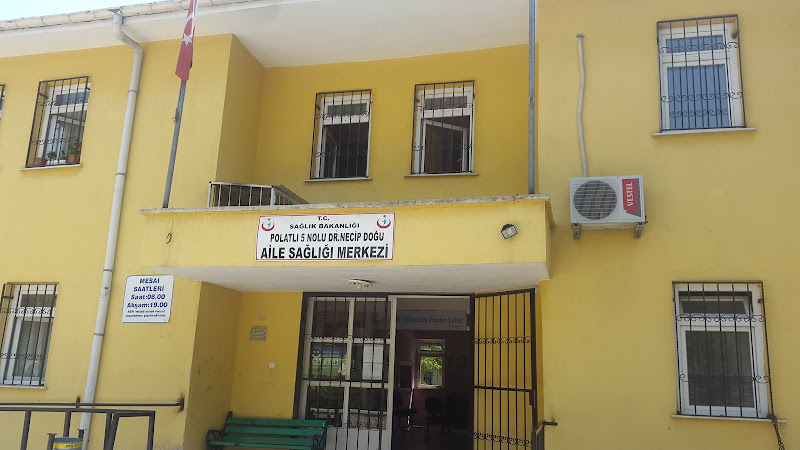 T.C.
SAĞLIK BAKANLIĞI
POLATLI 5 NOLU DR.NECİP DOĞU
AİLE SAĞLIĞI MERKEZİ
MESAİ
SAATLERİ
Saat:08.00
Akşam:19.00
VESTEL